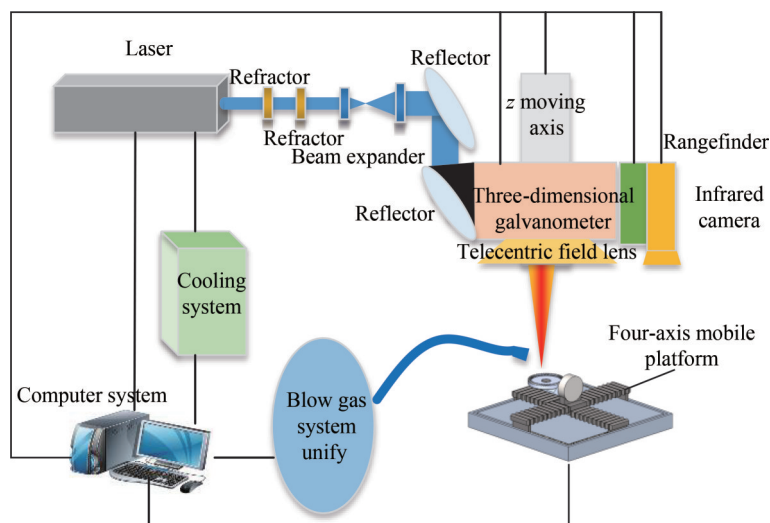 Laser
Reflector
Refractor
z moving
axis
Refractor
Beam expander
Rangefinder
Reflector
Three-dimensional
galvanometer
Infrared
camera
Telecentric field lens
Cooling
system
Four-axis mobile
platform
Computer system
Blow gas
system
unify